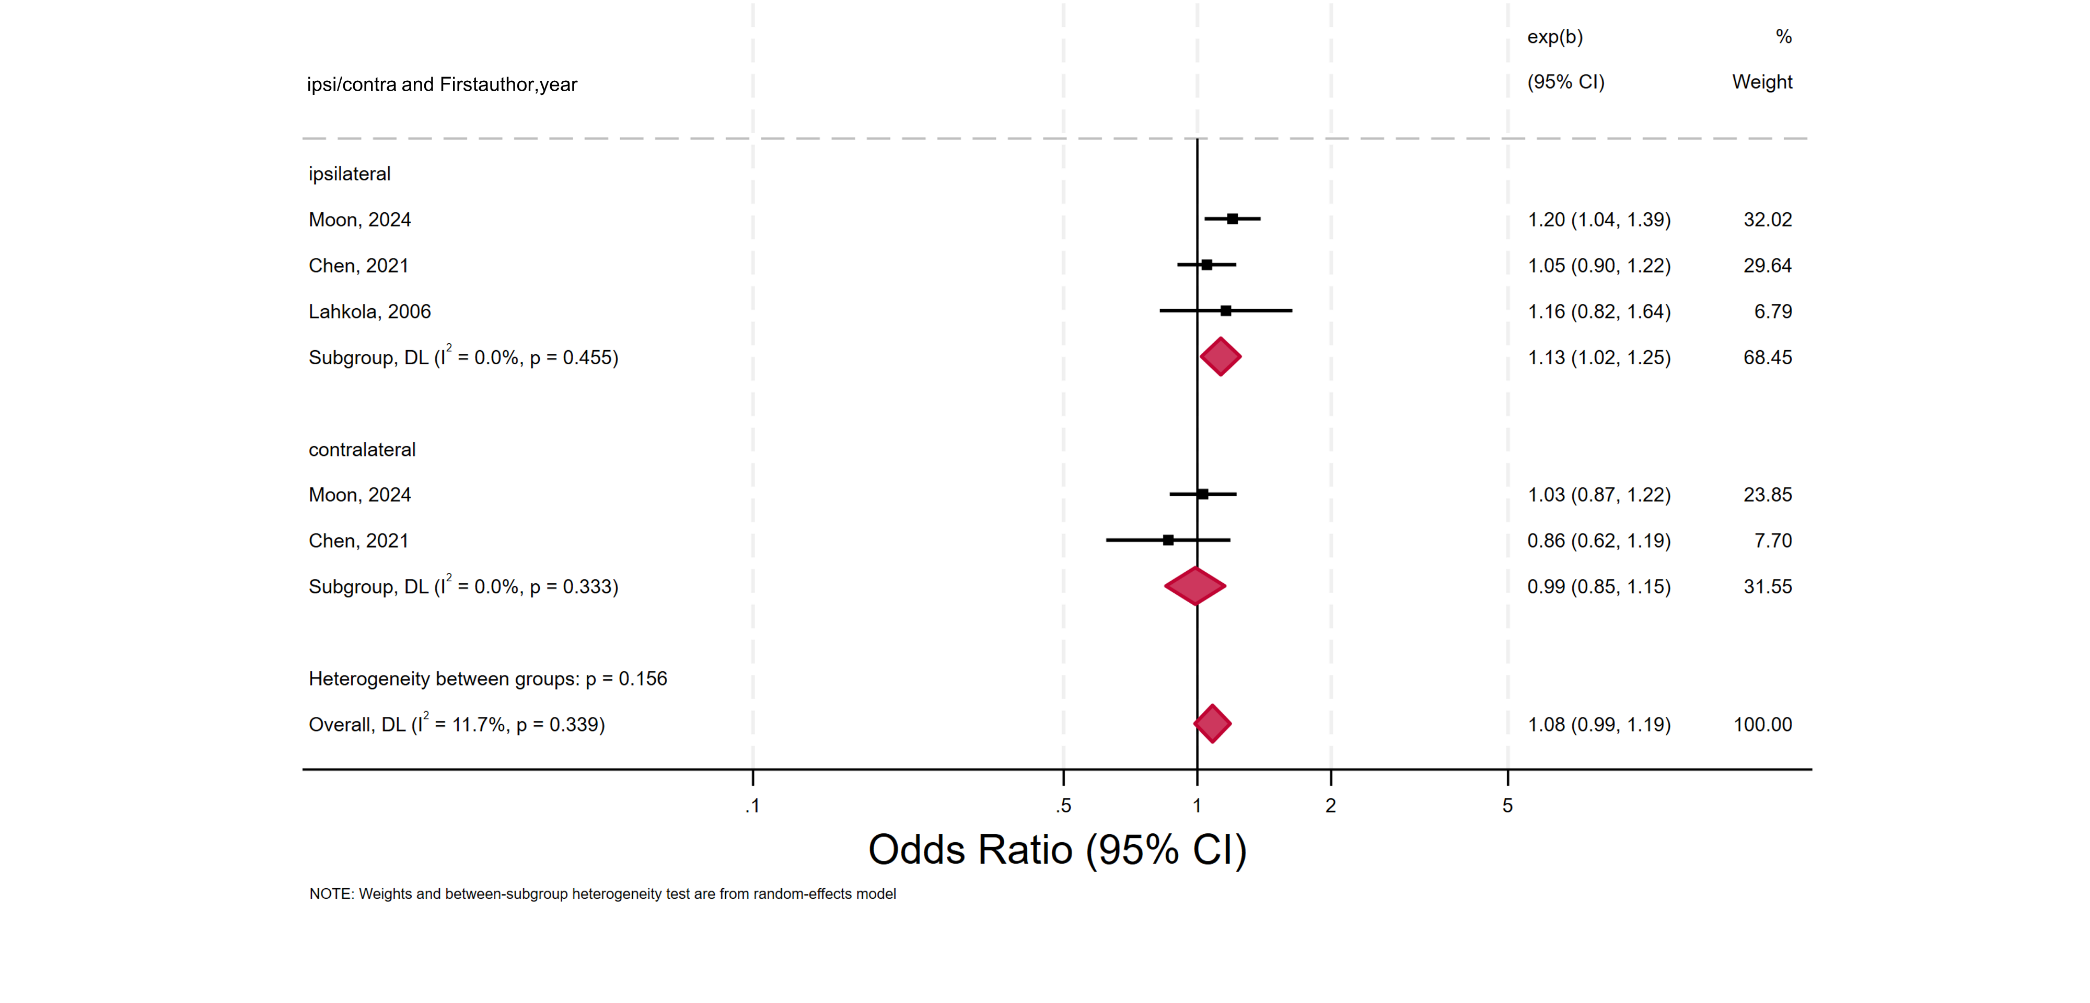 exp(b) %
ipsi/contra and Firstauthor,year (95% CI) Weight
ipsilateral
Moon, 2024 1.20 (1.04, 1.39) 32.02
Chen, 2021 1.05 (0.90, 1.22) 29.64
Lahkola, 2006 1.16 (0.82, 1.64) 6.79
Subgroup, DL (I² = 0.0%, p = 0.455) 1.13 (1.02, 1.25) 68.45
contralateral
Moon, 2024 1.03 (0.87, 1.22) 23.85
Chen, 2021 0.86 (0.62, 1.19) 7.70
Subgroup, DL (I² = 0.0%, p = 0.333) 0.99 (0.85, 1.15) 31.55
Heterogeneity between groups: p = 0.156
Overall, DL (I² = 11.7%, p = 0.339) 1.08 (0.99, 1.19) 100.00
.1 .5 1 2 5
Odds Ratio (95% CI)
NOTE: Weights and between-subgroup heterogeneity test are from random-effects model